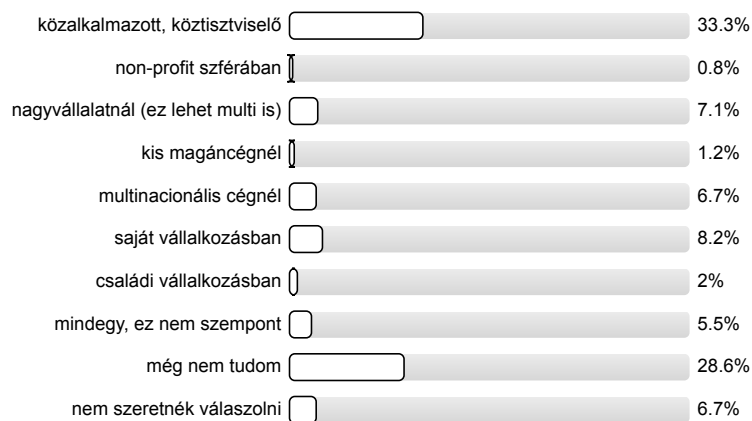 közalkalmazott, köztisztviselő 33.3%
non-profit szférában 0.8%
nagyvállalatnál (ez lehet multi is) 7.1%
kis magáncégnél 1.2%
multinacionális cégnél 6.7%
saját vállalkozásban 8.2%
családi vállalkozásban 2%
mindegy, ez nem szempont 5.5%
még nem tudom 28.6%
nem szeretnék válaszolni 6.7%